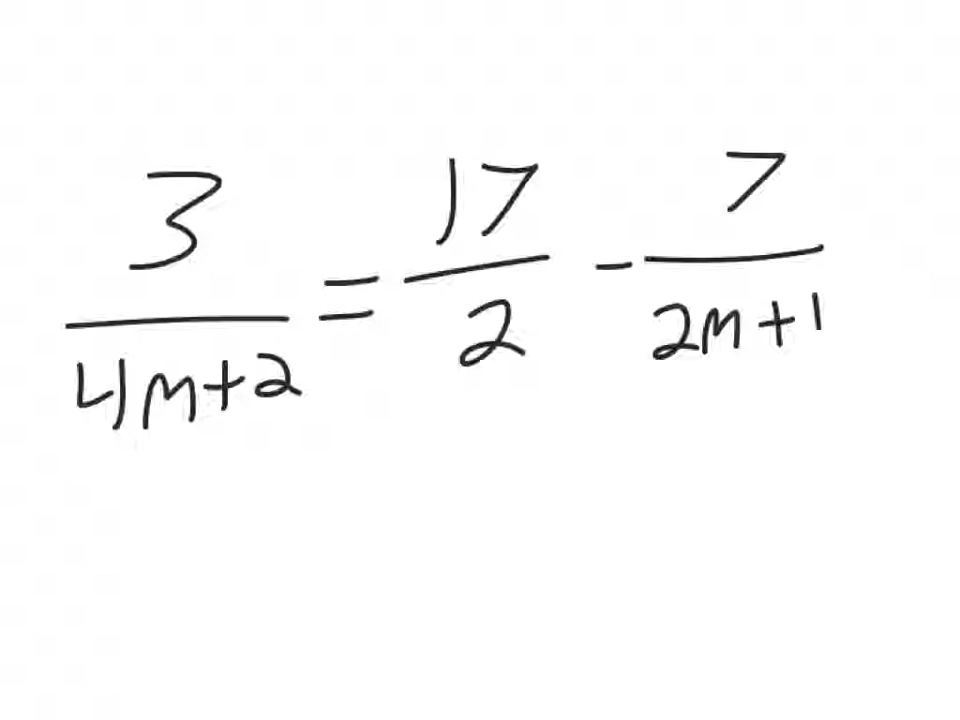 3/(4m+2) = 17/2 - 7/(2m+1)